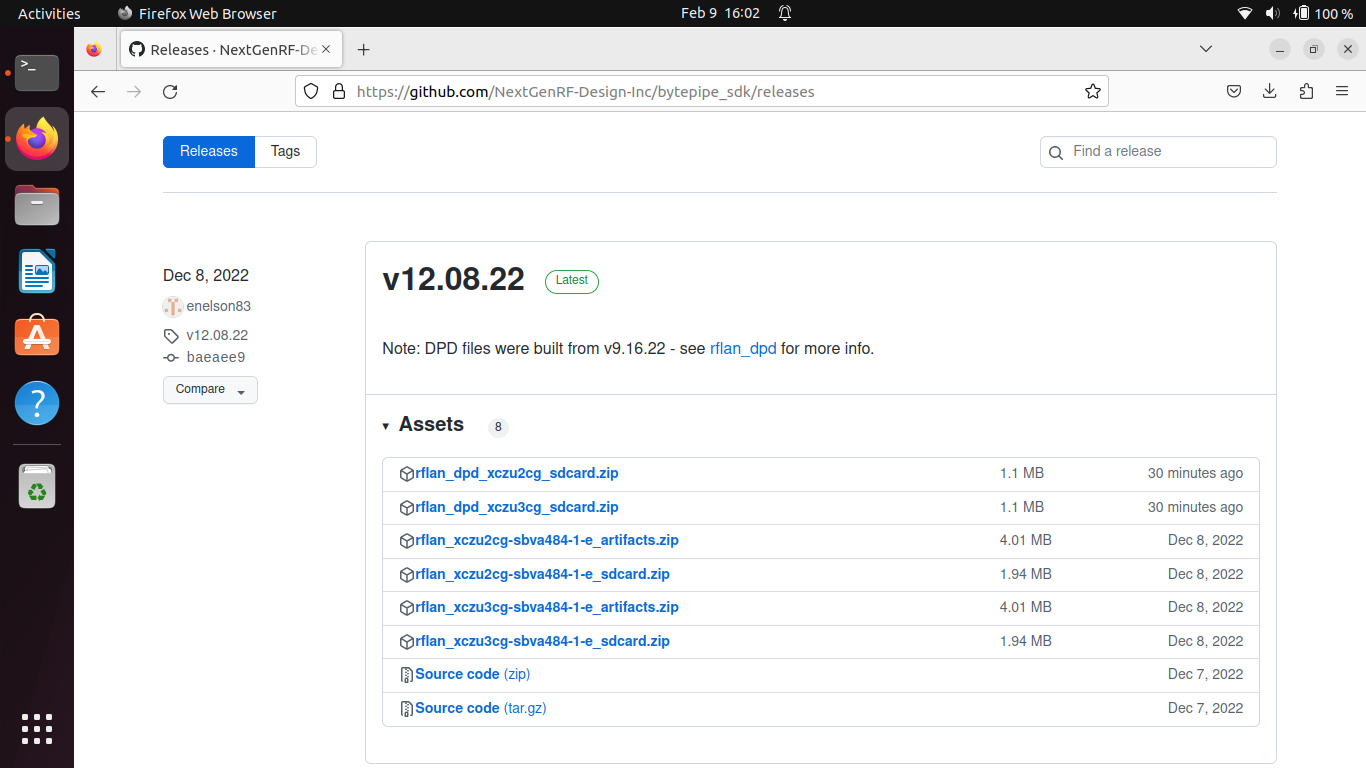 Activities Firefox Web Browser Feb 9 16:02 100 %
Releases · NextGenRF-De
https://github.com/NextGenRF-Design-Inc/bytepipe_sdk/releases
Releases Tags Find a release
Dec 8, 2022
enelson83
v12.08.22
baeaee9
Compare
v12.08.22 Latest
Note: DPD files were built from v9.16.22 - see rflan_dpd for more info.
Assets 8
rflan_dpd_xczu2cg_sdcard.zip 1.1 MB 30 minutes ago
rflan_dpd_xczu3cg_sdcard.zip 1.1 MB 30 minutes ago
rflan_xczu2cg-sbva484-1-e_artifacts.zip 4.01 MB Dec 8, 2022
rflan_xczu2cg-sbva484-1-e_sdcard.zip 1.94 MB Dec 8, 2022
rflan_xczu3cg-sbva484-1-e_artifacts.zip 4.01 MB Dec 8, 2022
rflan_xczu3cg-sbva484-1-e_sdcard.zip 1.94 MB Dec 8, 2022
Source code (zip) Dec 7, 2022
Source code (tar.gz) Dec 7, 2022